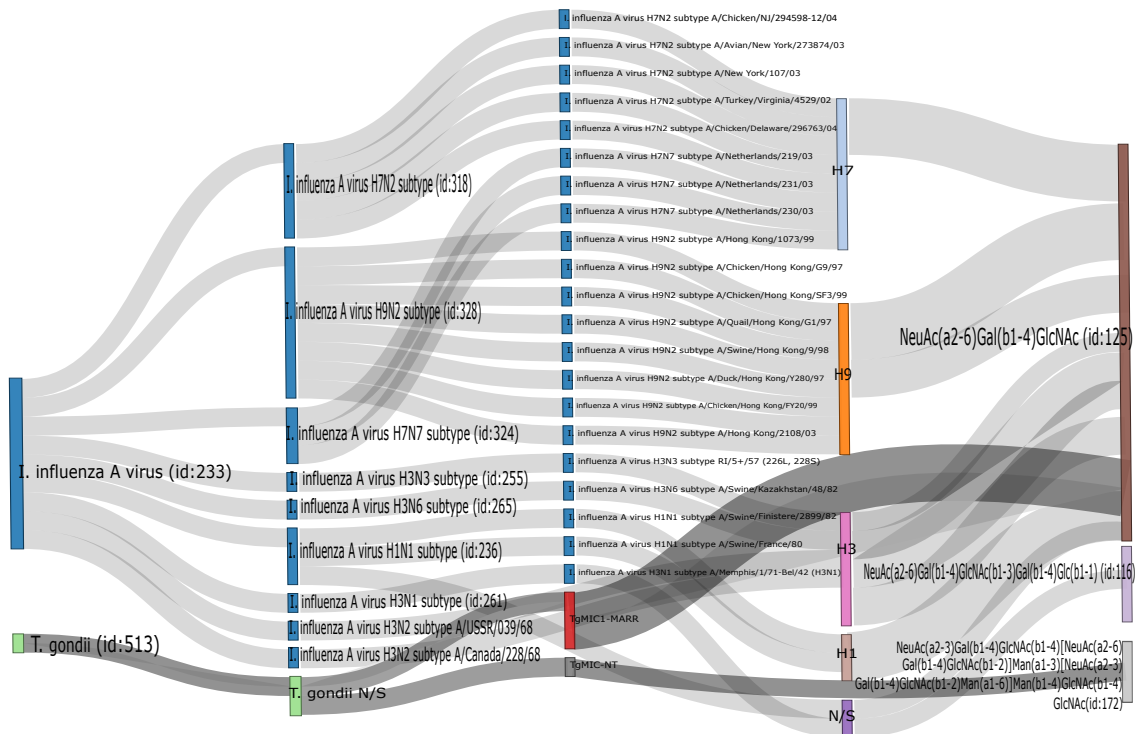 I. influenza A virus (id:233)
T. gondii (id:513)
I. influenza A virus H7N2 subtype (id:318)
I. influenza A virus H9N2 subtype (id:328)
I. influenza A virus H7N7 subtype (id:324)
I. influenza A virus H3N3 subtype (id:255)
I. influenza A virus H3N6 subtype (id:265)
I. influenza A virus H1N1 subtype (id:236)
I. influenza A virus H3N1 subtype (id:261)
I. influenza A virus H3N2 subtype A/USSR/039/68
I. influenza A virus H3N2 subtype A/Canada/228/68
T. gondii N/S
I. influenza A virus H7N2 subtype A/Chicken/NJ/294598-12/04
I. influenza A virus H7N2 subtype A/Avian/New York/273874/03
I. influenza A virus H7N2 subtype A/New York/107/03
I. influenza A virus H7N2 subtype A/Turkey/Virginia/4529/02
I. influenza A virus H7N2 subtype A/Chicken/Delaware/296763/04
I. influenza A virus H7N7 subtype A/Netherlands/219/03
I. influenza A virus H7N7 subtype A/Netherlands/231/03
I. influenza A virus H7N7 subtype A/Netherlands/230/03
I. influenza A virus H9N2 subtype A/Hong Kong/1073/99
I. influenza A virus H9N2 subtype A/Chicken/Hong Kong/G9/97
I. influenza A virus H9N2 subtype A/Chicken/Hong Kong/SF3/99
I. influenza A virus H9N2 subtype A/Quail/Hong Kong/G1/97
I. influenza A virus H9N2 subtype A/Swine/Hong Kong/9/98
I. influenza A virus H9N2 subtype A/Duck/Hong Kong/Y280/97
I. influenza A virus H9N2 subtype A/Chicken/Hong Kong/FY20/99
I. influenza A virus H9N2 subtype A/Hong Kong/2108/03
I. influenza A virus H3N3 subtype RI/5+/57 (226L, 228S)
I. influenza A virus H3N6 subtype A/Swine/Kazakhstan/48/82
I. influenza A virus H1N1 subtype A/Swine/Finistere/2899/82
I. influenza A virus H1N1 subtype A/Swine/France/80
I. influenza A virus H3N1 subtype A/Memphis/1/71-Bel/42 (H3N1)
TgMIC1-MARR
TgMIC-NT
H7
H9
H3
H1
N/S
NeuAc(a2-6)Gal(b1-4)GlcNAc (id:125)
NeuAc(a2-6)Gal(b1-4)GlcNAc(b1-3)Gal(b1-4)Glc(b1-1) (id:116)
NeuAc(a2-3)Gal(b1-4)GlcNAc(b1-4)[NeuAc(a2-6)
Gal(b1-4)GlcNAc(b1-2)]Man(a1-3)[NeuAc(a2-3)
Gal(b1-4)GlcNAc(b1-2)Man(a1-6)]Man(b1-4)GlcNAc(b1-4)
GlcNAc(id:172)